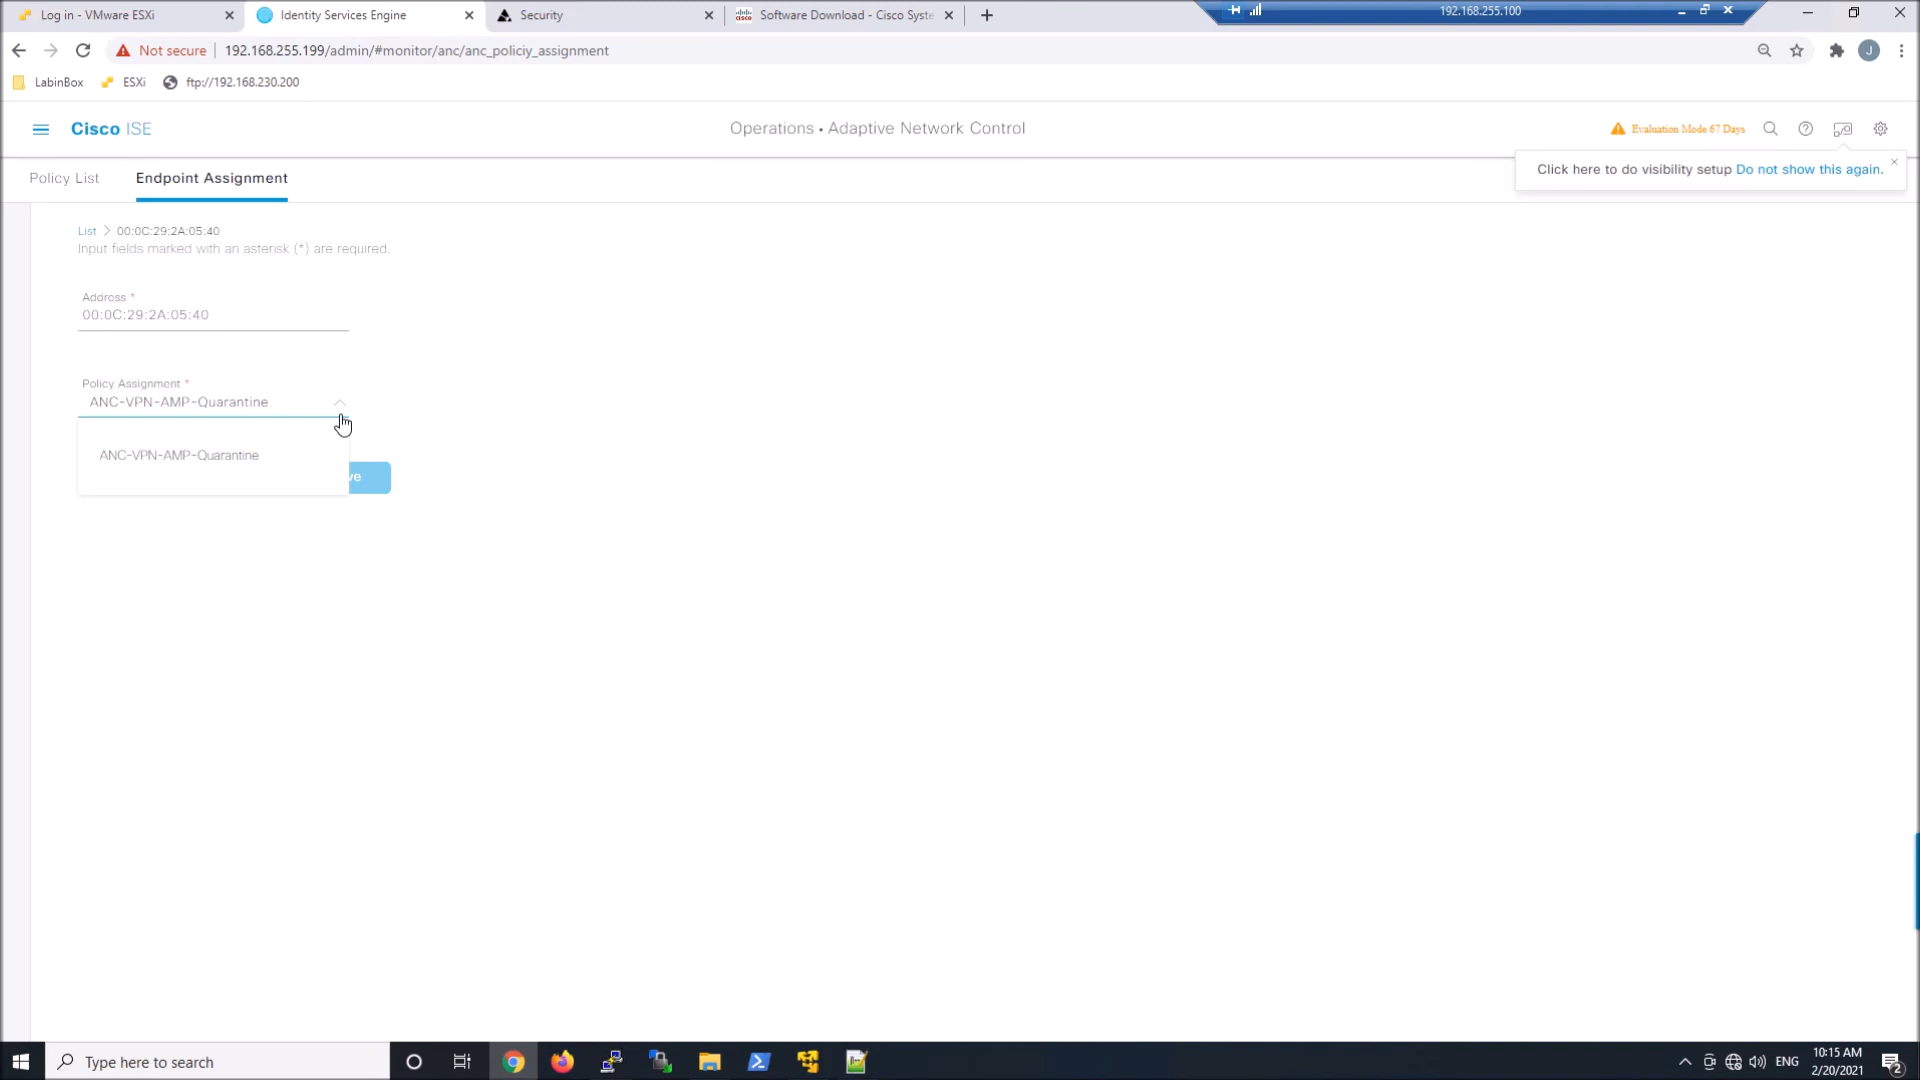 Log in - VMware ESXi
Identity Services Engine
Security
Software Download - Cisco Syste
192.168.255.100
Not secure
192.168.255.199/admin/#monitor/anc/anc_policiy_assignment
J
LabinBox
ESXi
ftp://192.168.230.200
Cisco ISE
Operations • Adaptive Network Control
Evaluation Mode 67 Days
Click here to do visibility setup Do not show this again.
Policy List
Endpoint Assignment
List > 00:0C:29:2A:05:40
Input fields marked with an asterisk (*) are required.
Address *
00:0C:29:2A:05:40
Policy Assignment *
ANC-VPN-AMP-Quarantine
ANC-VPN-AMP-Quarantine
ve
Type here to search
ENG
10:15 AM
2/20/2021
2